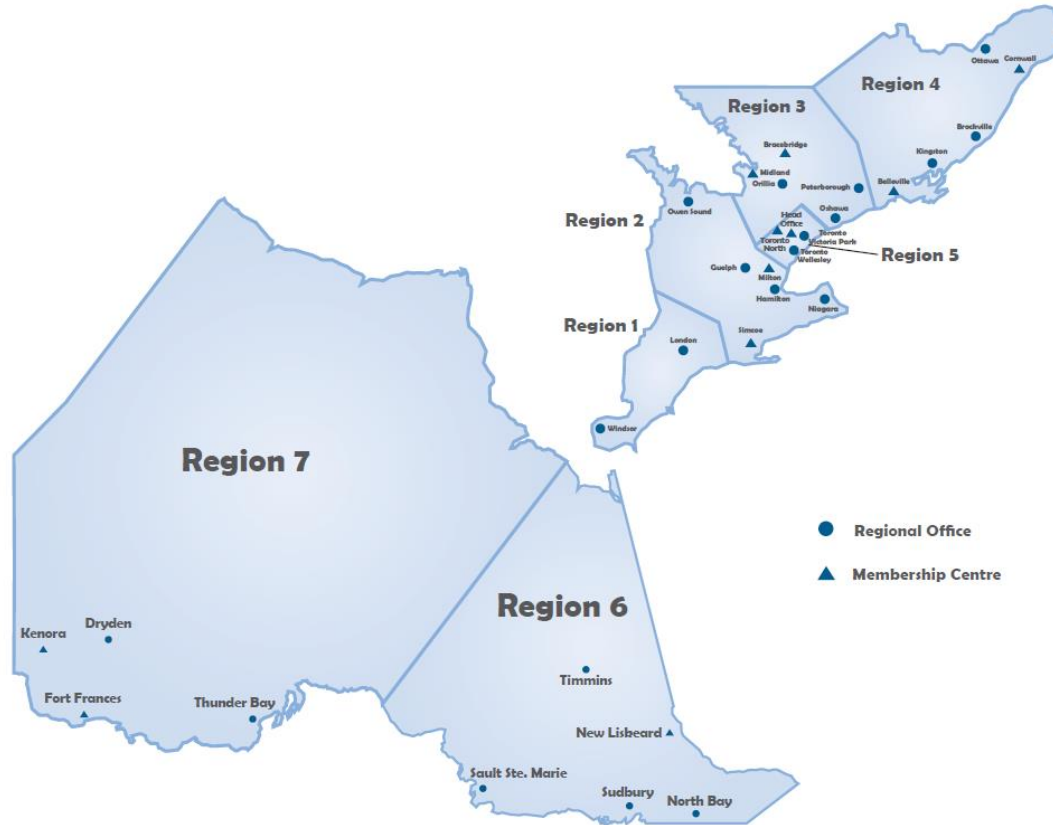 Region 4
Ottawa
Cornwall
Region 3
Brockville
Bracebridge
Kingston
Midland
Orillia
Peterborough
Belleville
Region 2
Owen Sound
Oshawa
Head
Office
Toronto
North
Toronto
Victoria Park
Toronto
Wellesley
Region 5
Guelph
Milton
Hamilton
Niagara
Region 1
Simcoe
London
Windsor
Region 7
Regional Office
Membership Centre
Region 6
Kenora
Dryden
Timmins
Fort Frances
Thunder Bay
New Liskeard
Sault Ste. Marie
Sudbury
North Bay